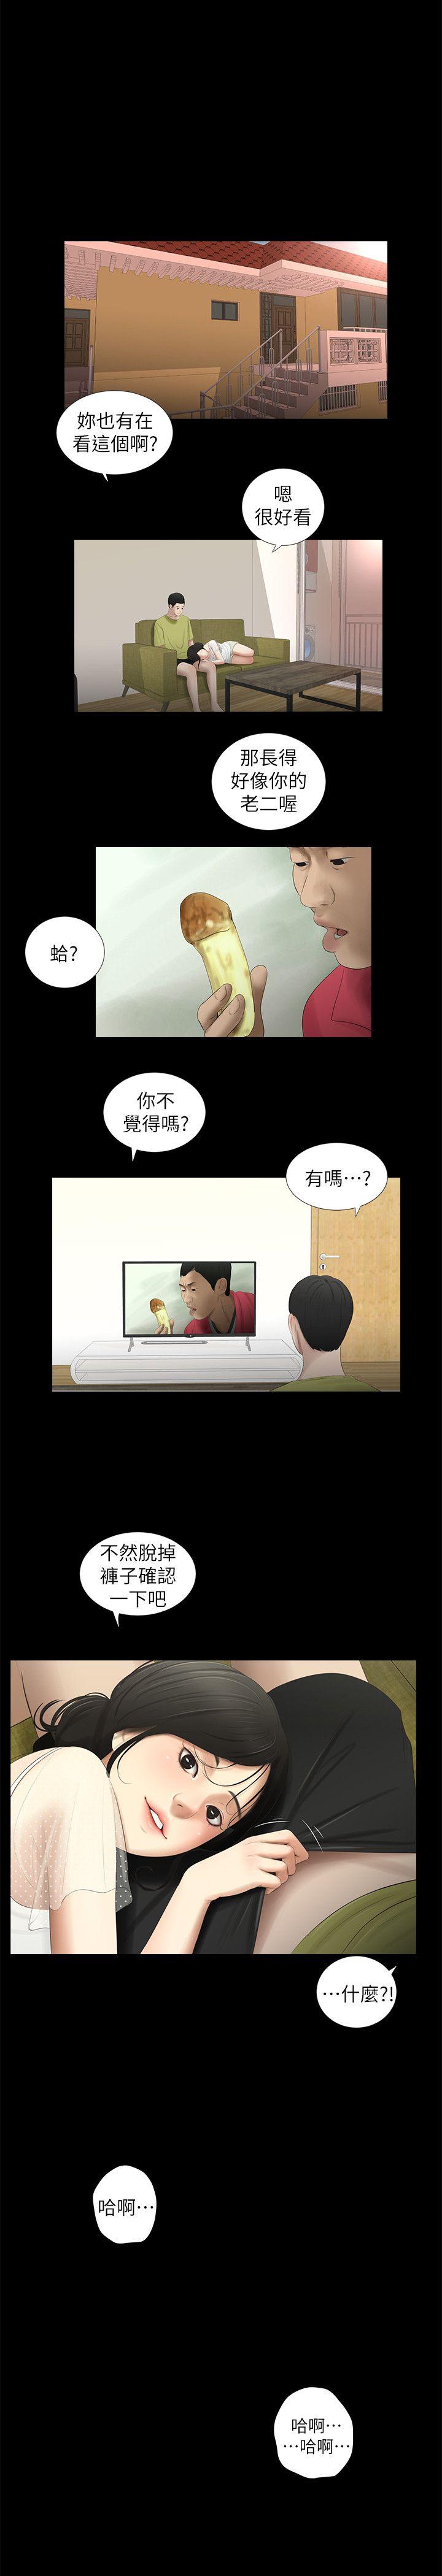 妳也有在
看這個啊?
嗯
很好看
那長得
好像你的
老二喔
蛤?
你不
覺得嗎?
有嗎⋯?
不然脫掉
褲子確認
一下吧
⋯什麼?!
哈啊⋯
哈啊⋯
⋯哈啊⋯